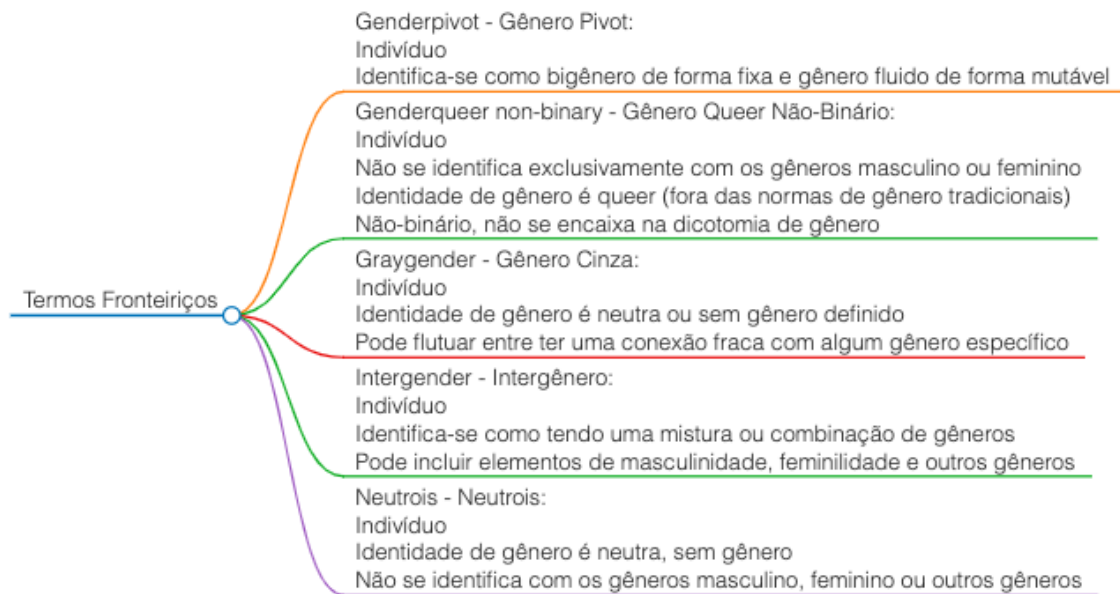 Genderpivot - Gênero Pivot:
Indivíduo
Identifica-se como bigênero de forma fixa e gênero fluido de forma mutável
Genderqueer non-binary - Gênero Queer Não-Binário:
Indivíduo
Não se identifica exclusivamente com os gêneros masculino ou feminino
Identidade de gênero é queer (fora das normas de gênero tradicionais)
Não-binário, não se encaixa na dicotomia de gênero
Graygender - Gênero Cinza:
Indivíduo
Termos Fronteiriços
Identidade de gênero é neutra ou sem gênero definido
Pode flutuar entre ter uma conexão fraca com algum gênero específico
Intergender - Intergênero:
Indivíduo
Identifica-se como tendo uma mistura ou combinação de gêneros
Pode incluir elementos de masculinidade, feminilidade e outros gêneros
Neutrois - Neutrois:
Indivíduo
Identidade de gênero é neutra, sem gênero
Não se identifica com os gêneros masculino, feminino ou outros gêneros